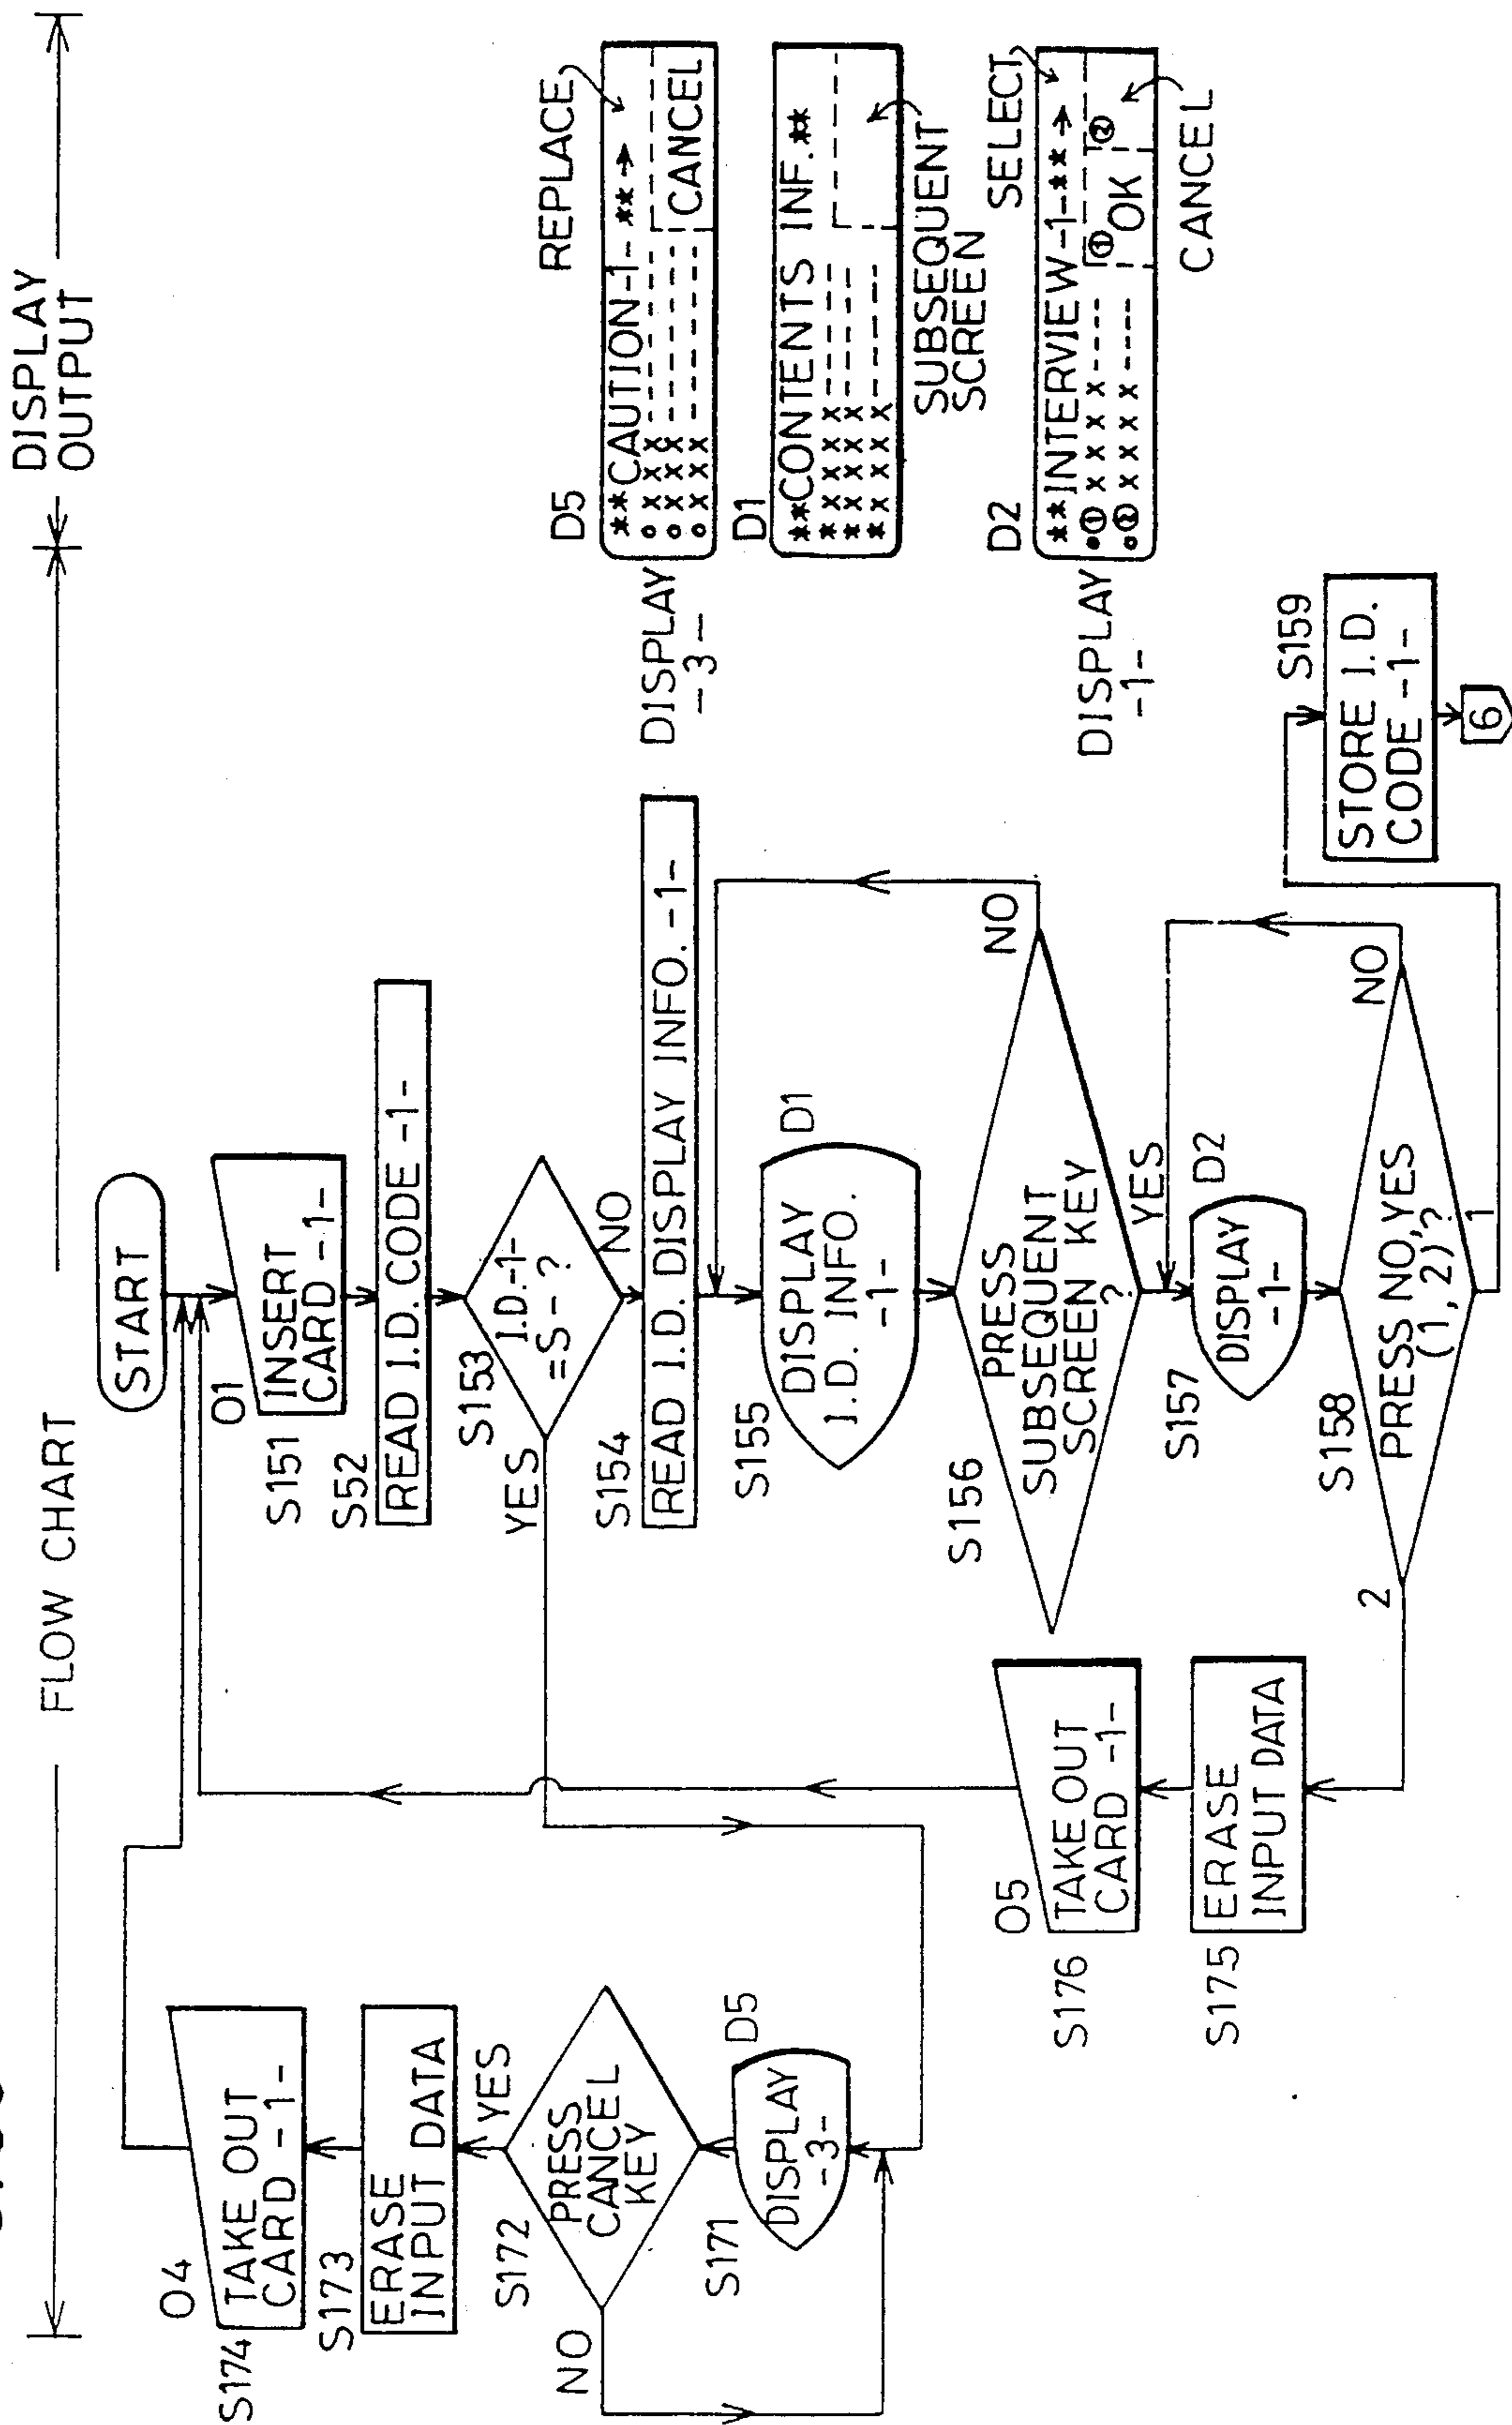 FLOW CHART
DISPLAY
OUTPUT
START
O1
S151
INSERT
CARD -1-
S52
READ I.D. CODE -1-
S153
I.D.-1-
=S- ?
YES
NO
S154
READ I.D. DISPLAY INFO. -1-
S155
DISPLAY
I.D. INFO.
-1-
D1
S156
PRESS
SUBSEQUENT
SCREEN KEY
?
NO
YES
S157
DISPLAY
-1-
D2
S158
PRESS NO, YES
(1, 2)?
NO
1
2
S159
STORE I.D.
CODE -1-
6
O4
S174
TAKE OUT
CARD -1-
S173
ERASE
INPUT DATA
YES
S172
PRESS
CANCEL
KEY
NO
S171
DISPLAY
-3-
D5
O5
S176
TAKE OUT
CARD -1-
S175
ERASE
INPUT DATA
D5
REPLACE
DISPLAY
-3-
**CAUTION-1-**→
o x x x -----
o x x x -----
o x x x -----
CANCEL
D1
**CONTENTS INF.**
* x x x x -----
* x x x x -----
* x x x x -----
SUBSEQUENT
SCREEN
D2
SELECT
DISPLAY
-1-
**INTERVIEW-1-**→
•① x x x x -----
o② x x x x -----
① OK ②
CANCEL